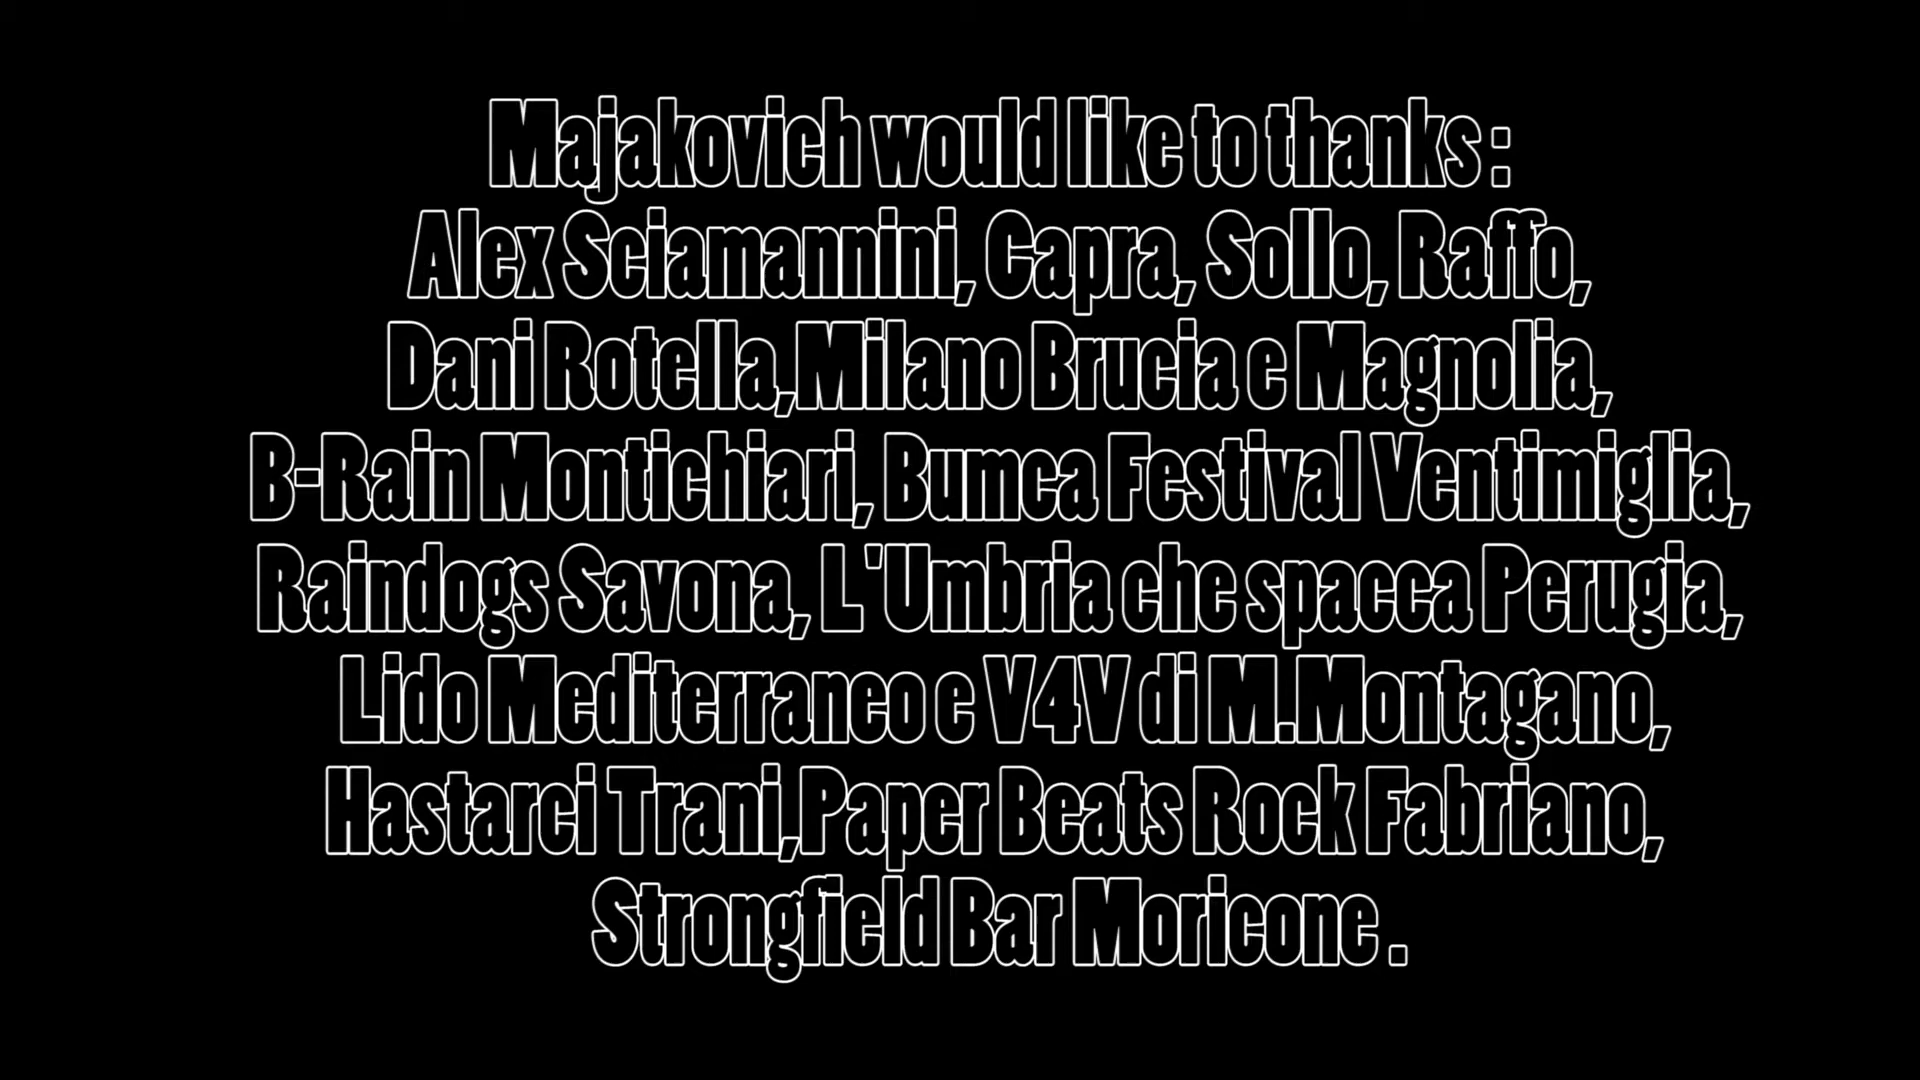 Majakovich would like to thanks :
Alex Sciamannini, Capra, Sollo, Raffo,
Dani Rotella,Milano Brucia e Magnolia,
B-Rain Montichiari, Bumca Festival Ventimiglia,
Raindogs Savona, L'Umbria che spacca Perugia,
Lido Mediterraneo e V4V di M.Montagano,
Hastarci Trani,Paper Beats Rock Fabriano,
Strongfield Bar Moricone .